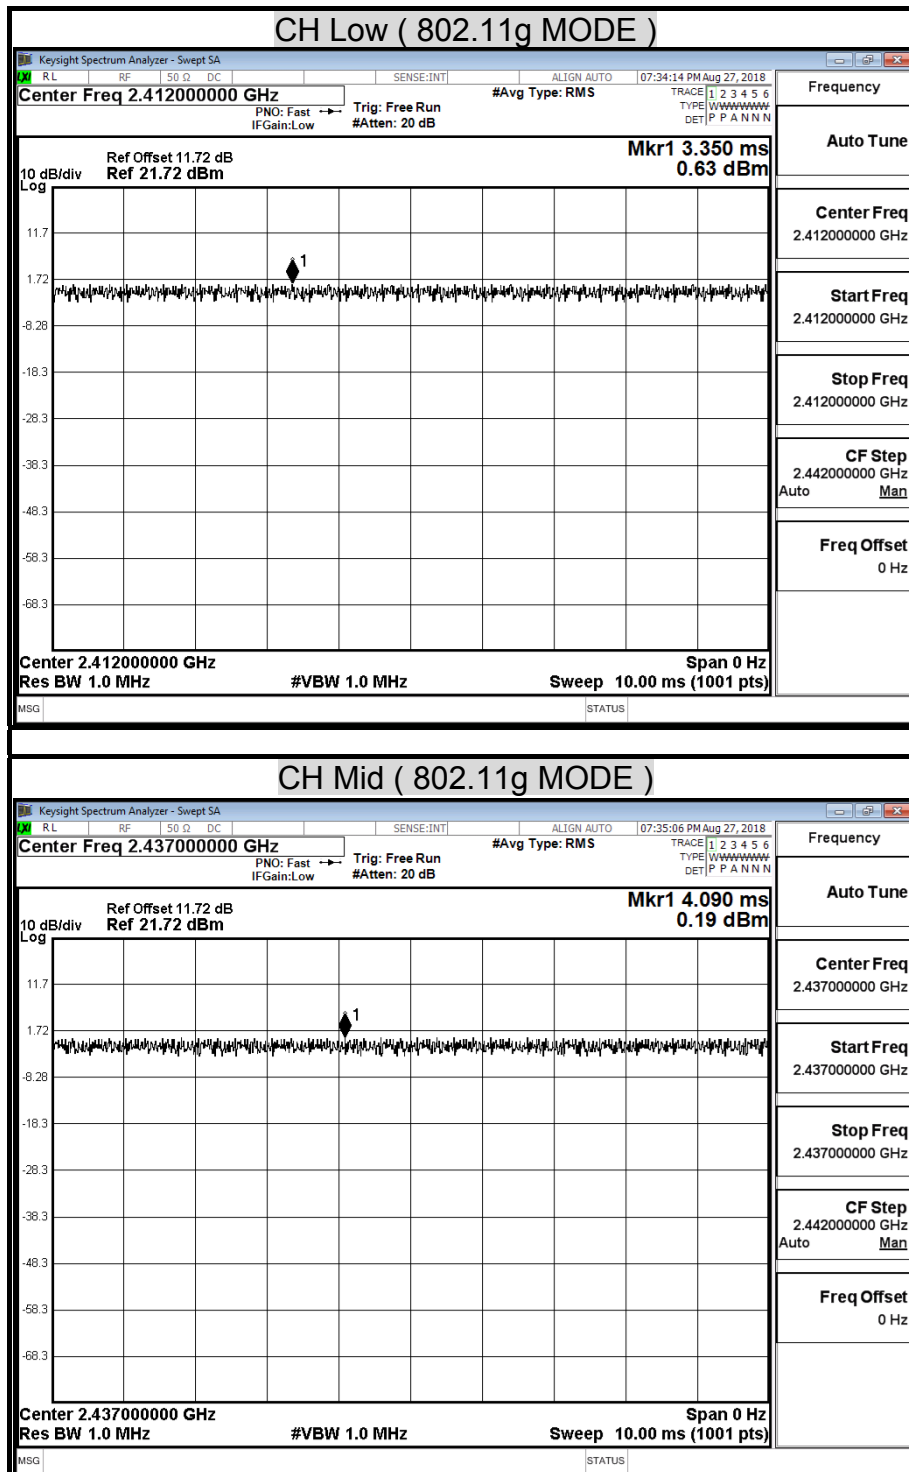 CH Low ( 802.11g MODE )
Keysight Spectrum Analyzer - Swept SA
LXI RL RF 50 Ω DC SENSE:INT ALIGN AUTO 07:34:14 PM Aug 27, 2018
Center Freq 2.412000000 GHz #Avg Type: RMS TRACE 1 2 3 4 5 6
PNO: Fast Trig: Free Run TYPE WWWWWW
IFGain:Low #Atten: 20 dB DET P P A N N N
Frequency
Auto Tune
Center Freq
2.412000000 GHz
Start Freq
2.412000000 GHz
Stop Freq
2.412000000 GHz
CF Step
2.442000000 GHz
Auto Man
Freq Offset
0 Hz
Mkr1 3.350 ms
0.63 dBm
Ref Offset 11.72 dB
10 dB/div Ref 21.72 dBm
Log
1
11.7
1.72
-8.28
-18.3
-28.3
-38.3
-48.3
-58.3
-68.3
Center 2.412000000 GHz Span 0 Hz
Res BW 1.0 MHz #VBW 1.0 MHz Sweep 10.00 ms (1001 pts)
MSG STATUS
CH Mid ( 802.11g MODE )
Keysight Spectrum Analyzer - Swept SA
LXI RL RF 50 Ω DC SENSE:INT ALIGN AUTO 07:35:06 PM Aug 27, 2018
Center Freq 2.437000000 GHz #Avg Type: RMS TRACE 1 2 3 4 5 6
PNO: Fast Trig: Free Run TYPE WWWWWW
IFGain:Low #Atten: 20 dB DET P P A N N N
Frequency
Auto Tune
Center Freq
2.437000000 GHz
Start Freq
2.437000000 GHz
Stop Freq
2.437000000 GHz
CF Step
2.442000000 GHz
Auto Man
Freq Offset
0 Hz
Mkr1 4.090 ms
0.19 dBm
Ref Offset 11.72 dB
10 dB/div Ref 21.72 dBm
Log
1
11.7
1.72
-8.28
-18.3
-28.3
-38.3
-48.3
-58.3
-68.3
Center 2.437000000 GHz Span 0 Hz
Res BW 1.0 MHz #VBW 1.0 MHz Sweep 10.00 ms (1001 pts)
MSG STATUS